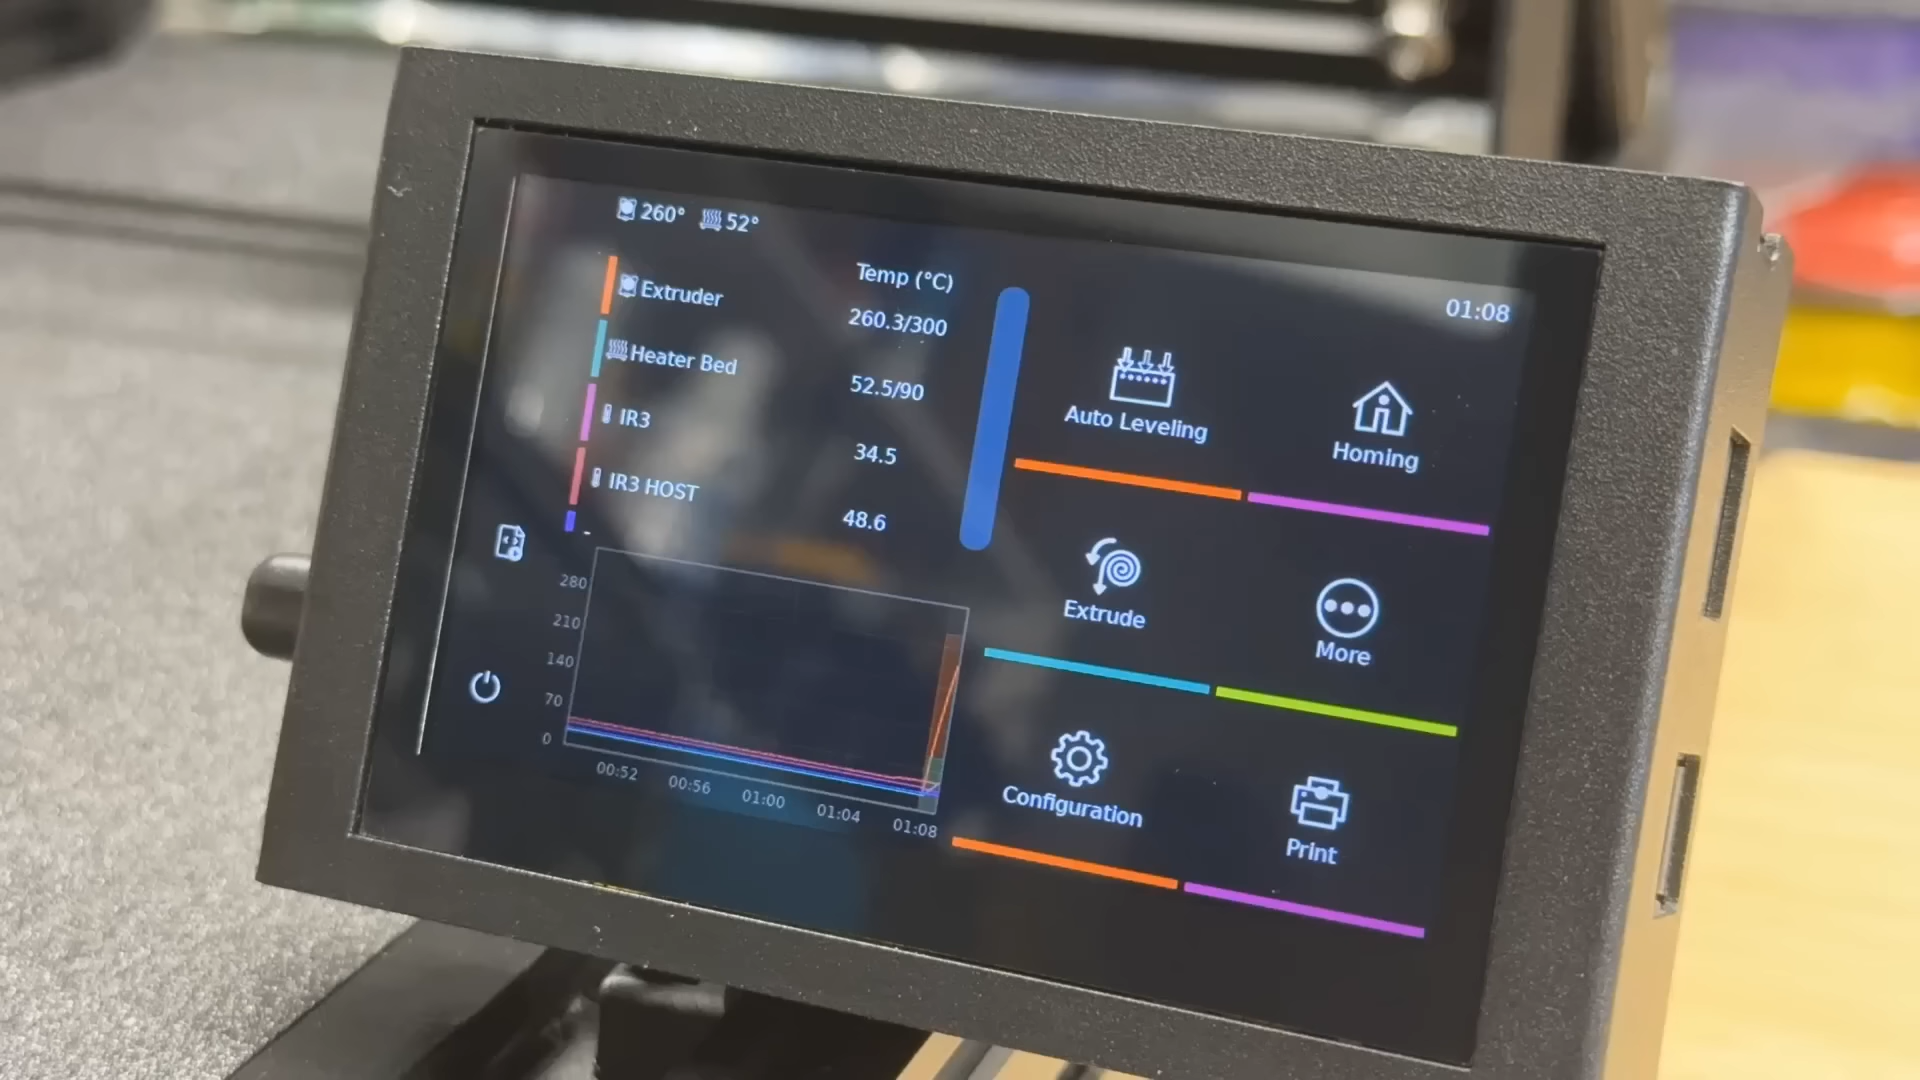 260° 52°
Temp (°C)
01:08
Extruder 260.3/300
Heater Bed 52.5/90
IR3 34.5
IR3 HOST 48.6
-
Auto Leveling
Homing
Extrude
More
Configuration
Print
280
210
140
70
0
00:52 00:56 01:00 01:04 01:08